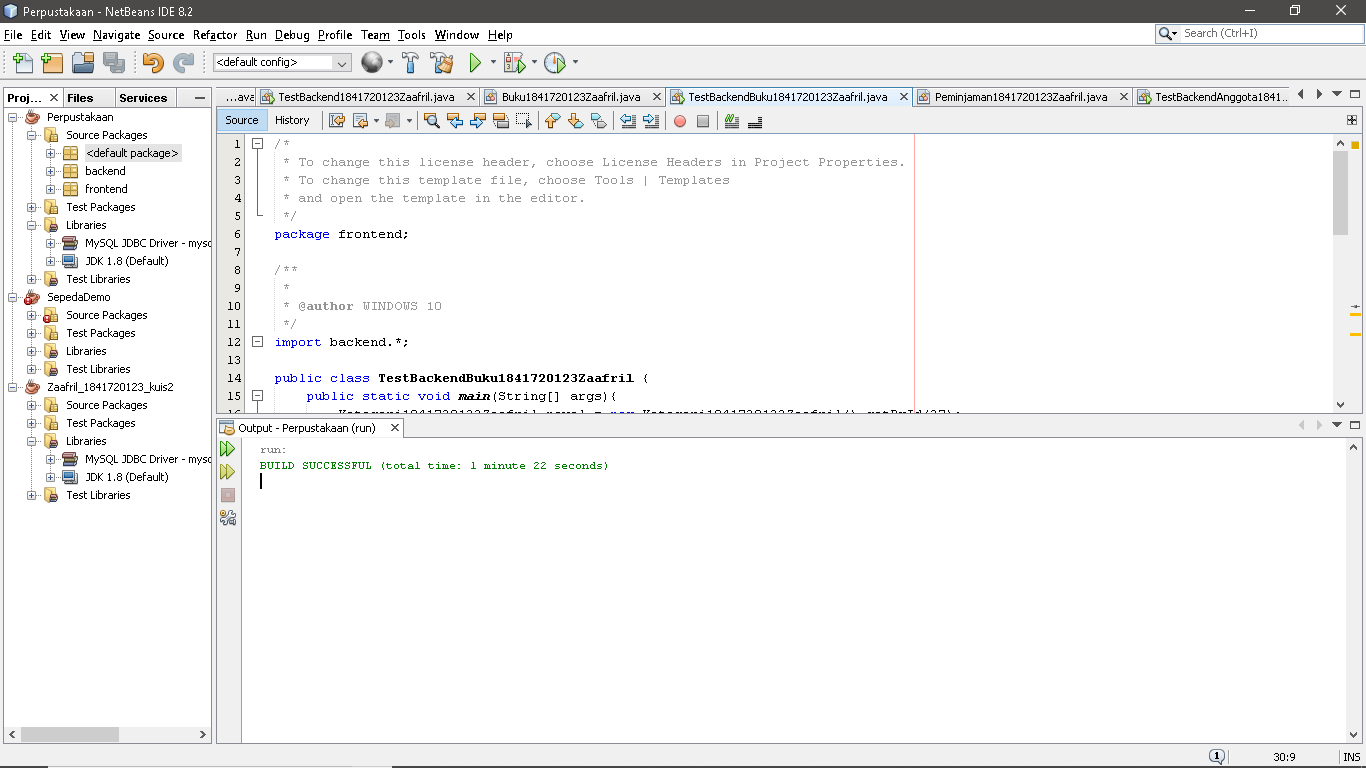 Perpustakaan - NetBeans IDE 8.2
File Edit View Navigate Source Refactor Run Debug Profile Team Tools Window Help
Search (Ctrl+I)
<default config>
Proj... Files Services
Perpustakaan
Source Packages
<default package>
backend
frontend
Test Packages
Libraries
MySQL JDBC Driver - mysq
JDK 1.8 (Default)
Test Libraries
SepedaDemo
Source Packages
Test Packages
Libraries
Test Libraries
Zaafril_1841720123_kuis2
Source Packages
Test Packages
Libraries
MySQL JDBC Driver - mysq
JDK 1.8 (Default)
Test Libraries
...ava TestBackend1841720123Zaafril.java Buku1841720123Zaafril.java TestBackendBuku1841720123Zaafril.java Peminjaman1841720123Zaafril.java TestBackendAnggota1841...
Source History
1 /*
2 * To change this license header, choose License Headers in Project Properties.
3 * To change this template file, choose Tools | Templates
4 * and open the template in the editor.
5 */
6 package frontend;
7
8 /**
9 *
10 * @author WINDOWS 10
11 */
12 import backend.*;
13
14 public class TestBackendBuku1841720123Zaafril {
15 public static void main(String[] args){
Output - Perpustakaan (run)
run:
BUILD SUCCESSFUL (total time: 1 minute 22 seconds)
1
30:9
INS